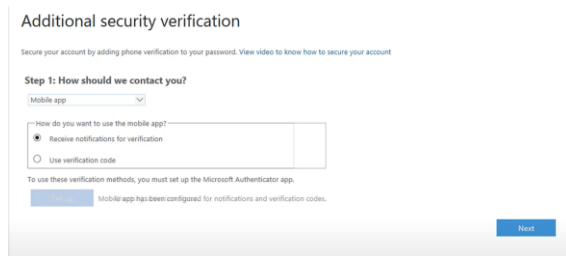 Additional security verification
Secure your account by adding phone verification to your password. View video to know how to secure your account
Step 1: How should we contact you?
Mobile app
How do you want to use the mobile app?
Receive notifications for verification
Use verification code
To use these verification methods, you must set up the Microsoft Authenticator app.
Set up Mobile app has been configured for notifications and verification codes.
Next